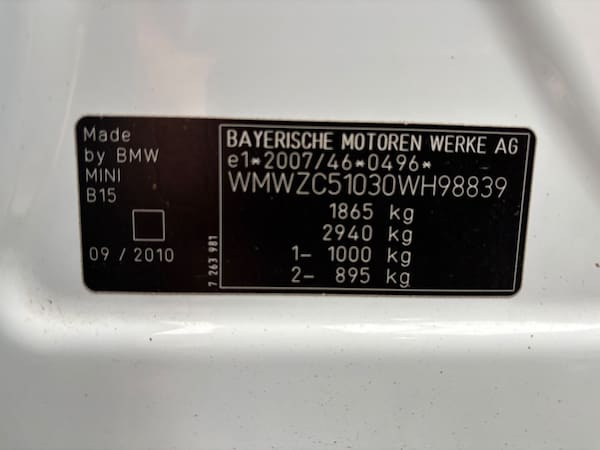 Made
by BMW
MINI
B15
09 / 2010
7 263 981
BAYERISCHE MOTOREN WERKE AG
e1*2007/46*0496*
WMWZC51030WH98839
1865 kg
2940 kg
1- 1000 kg
2- 895 kg